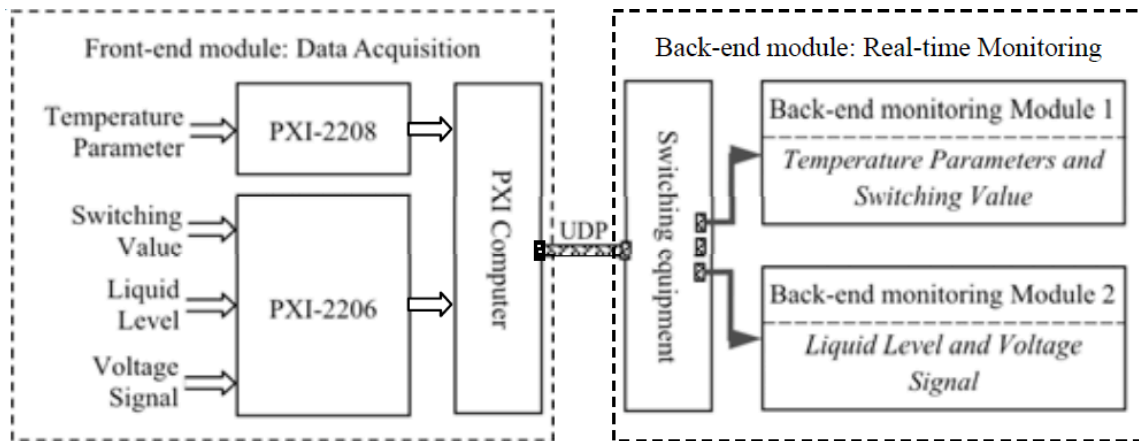 Front-end module: Data Acquisition
Temperature
Parameter
PXI-2208
Switching
Value
Liquid
Level
Voltage
Signal
PXI-2206
PXI Computer
UDP
Back-end module: Real-time Monitoring
Switching equipment
Back-end monitoring Module 1
Temperature Parameters and
Switching Value
Back-end monitoring Module 2
Liquid Level and Voltage
Signal